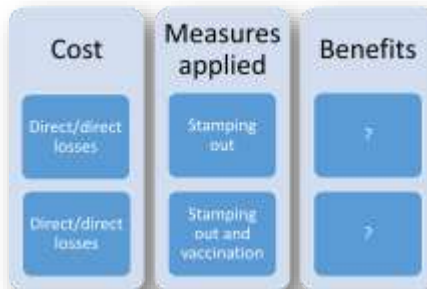 Cost
Direct/direct
losses
Direct/direct
losses
Measures
applied
Stamping
out
Stamping
out and
vaccination
Benefits
?
?